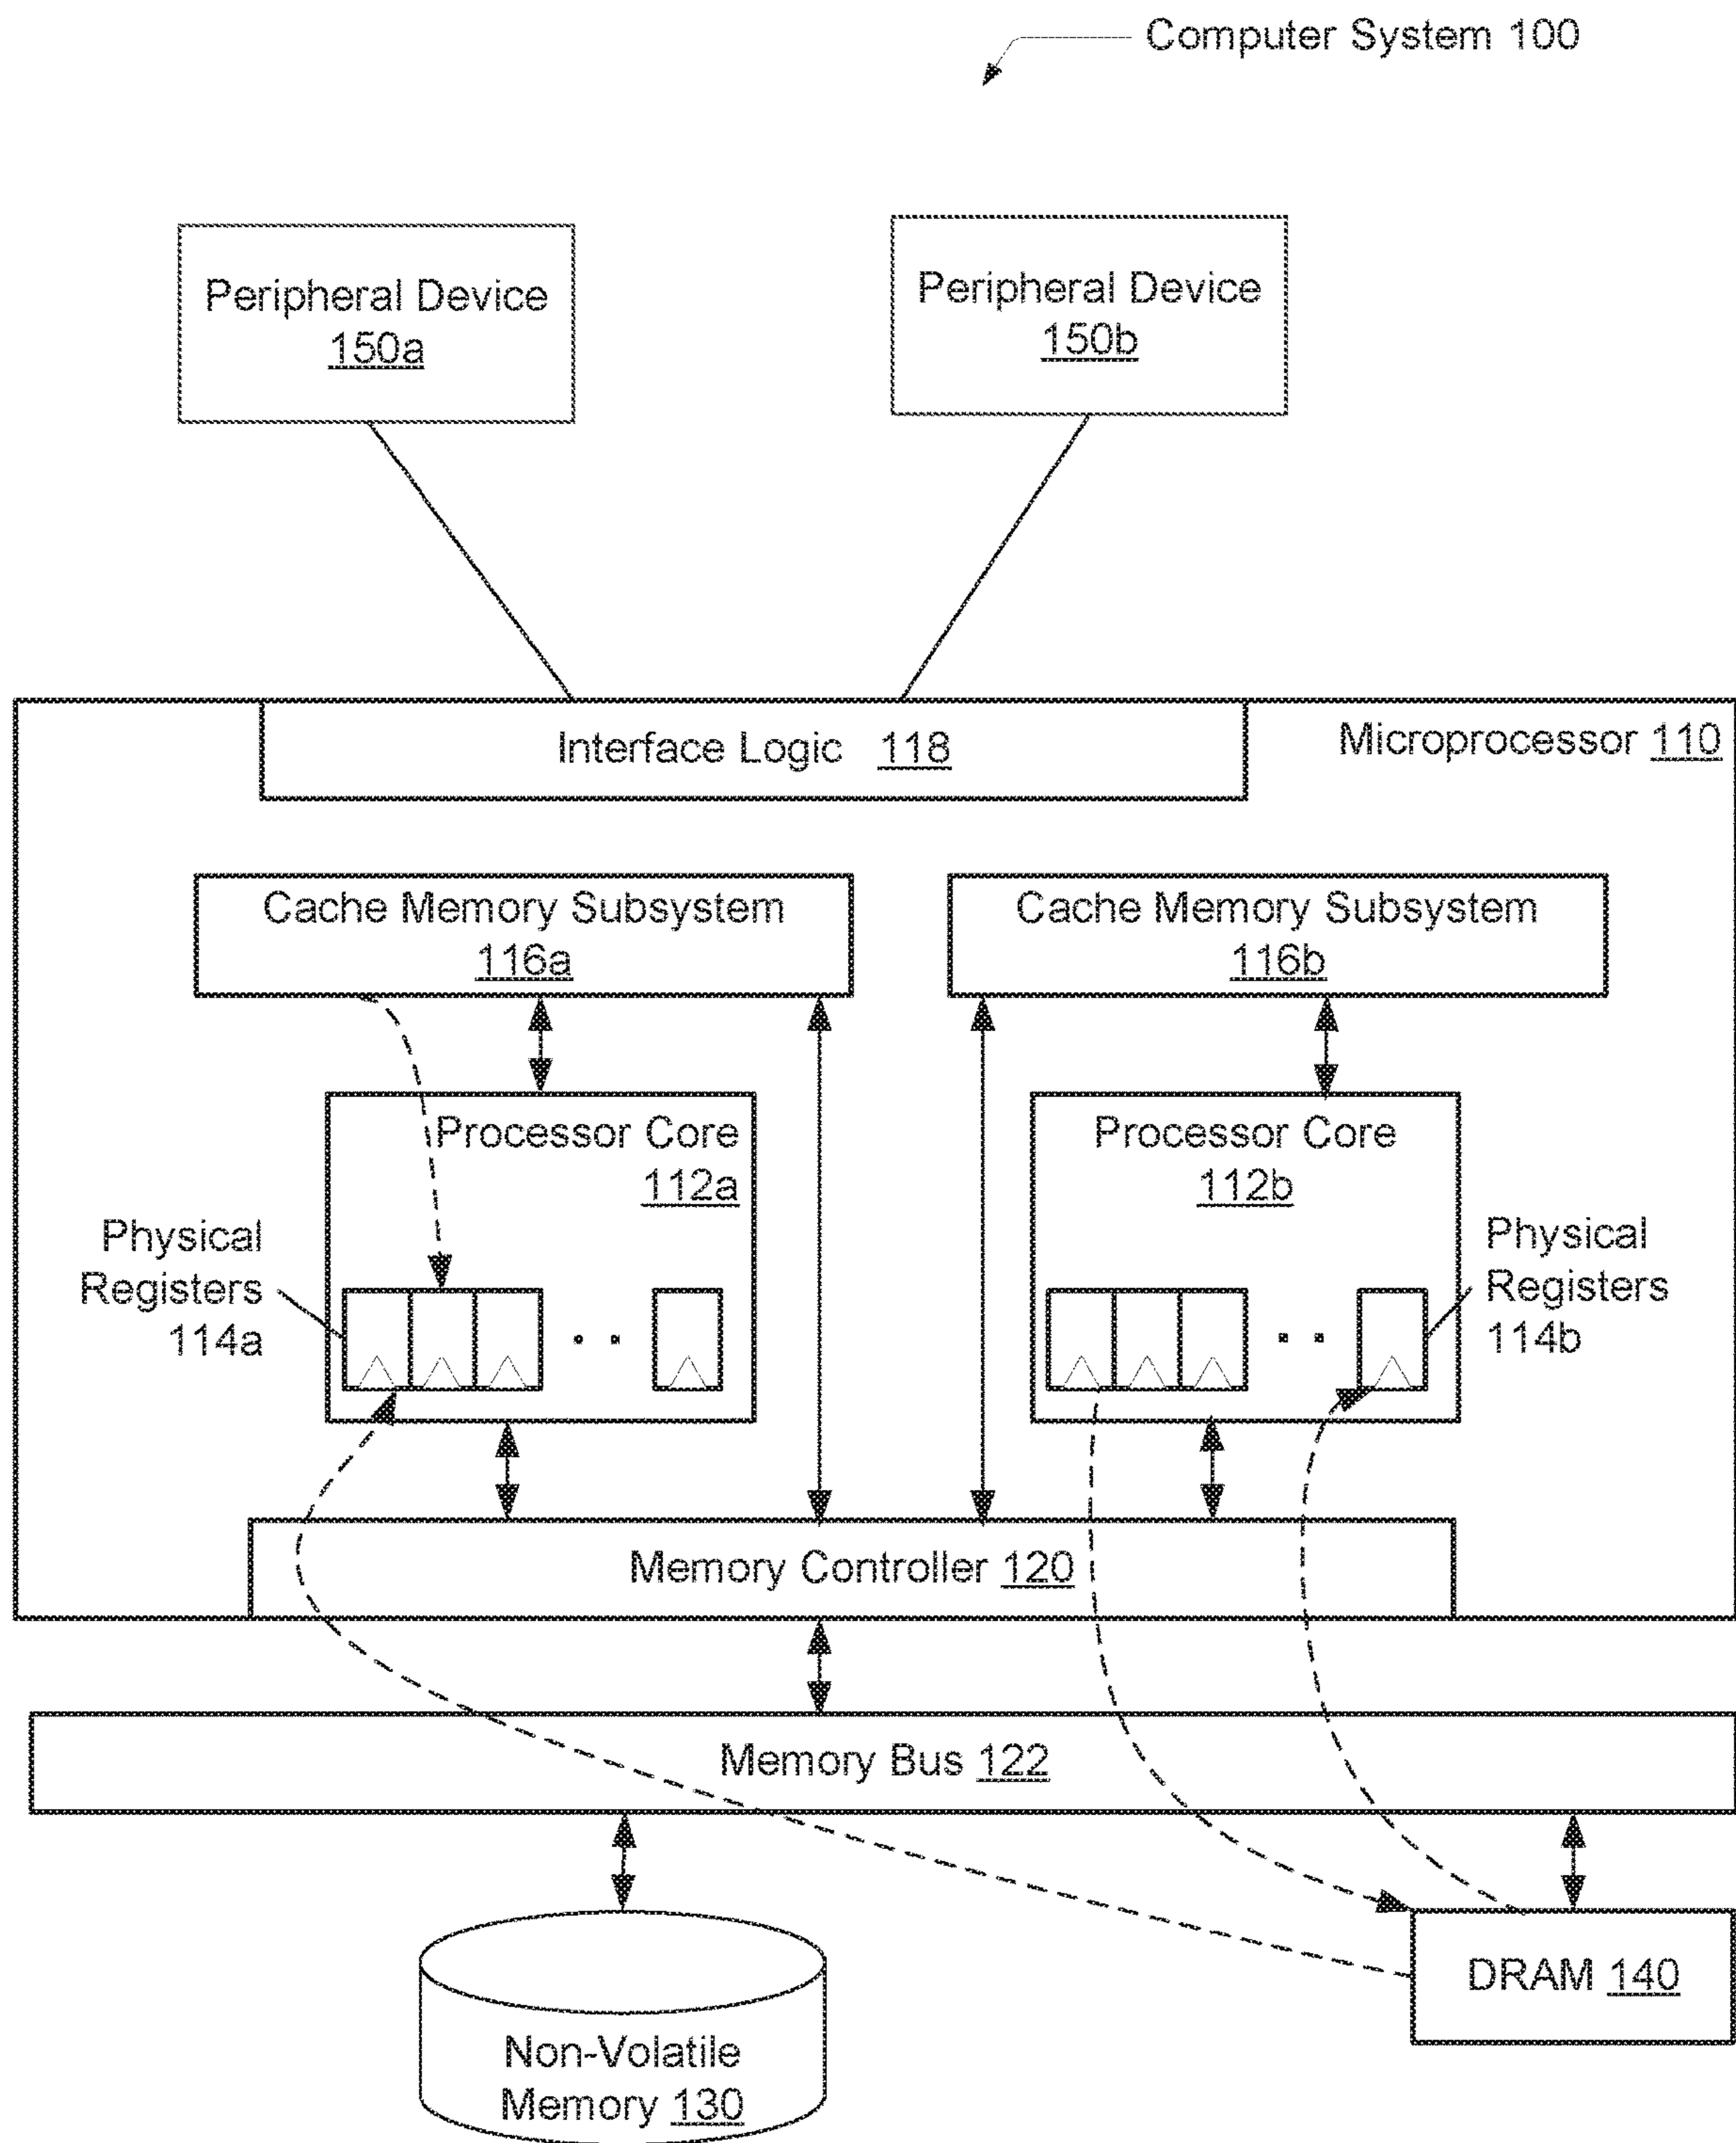 Computer System 100
Peripheral Device
150a
Peripheral Device
150b
Interface Logic 118
Microprocessor 110
Cache Memory Subsystem
116a
Cache Memory Subsystem
116b
Processor Core
112a
Processor Core
112b
Physical
Registers
114a
Physical
Registers
114b
Memory Controller 120
Memory Bus 122
DRAM 140
Non-Volatile
Memory 130